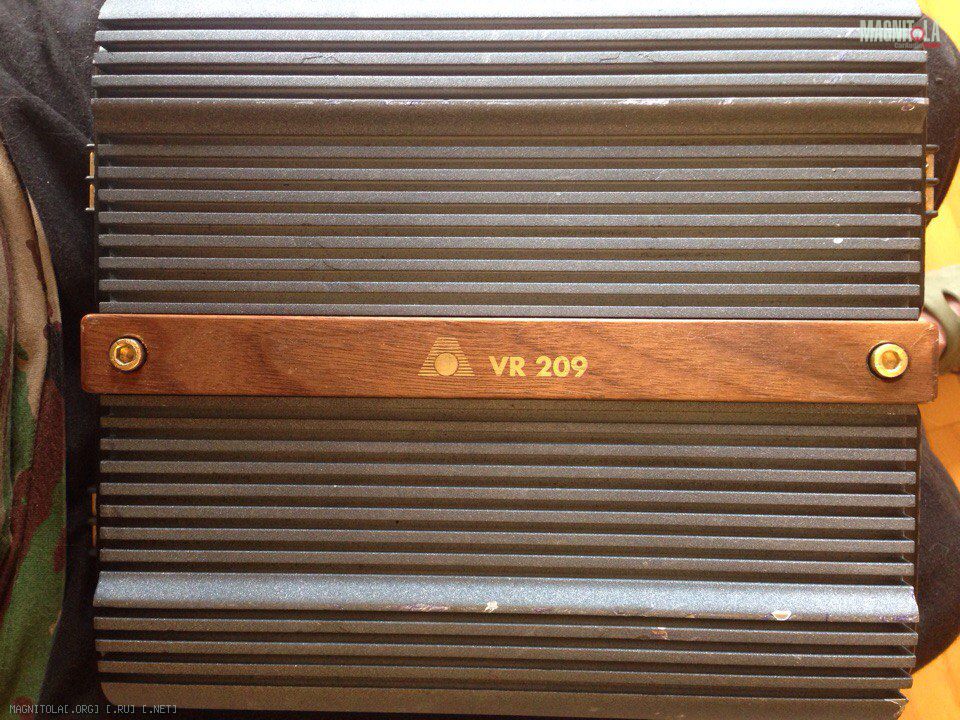 MAGNITOLA
VR 209
MAGNITOLA[.ORG] [.RU] [.NET]